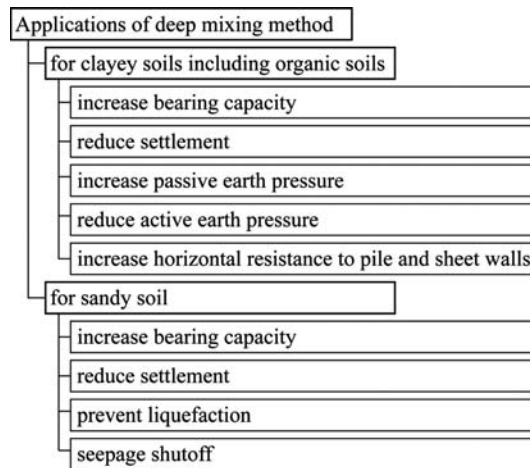 Applications of deep mixing method
for clayey soils including organic soils
increase bearing capacity
reduce settlement
increase passive earth pressure
reduce active earth pressure
increase horizontal resistance to pile and sheet walls
for sandy soil
increase bearing capacity
reduce settlement
prevent liquefaction
seepage shutoff